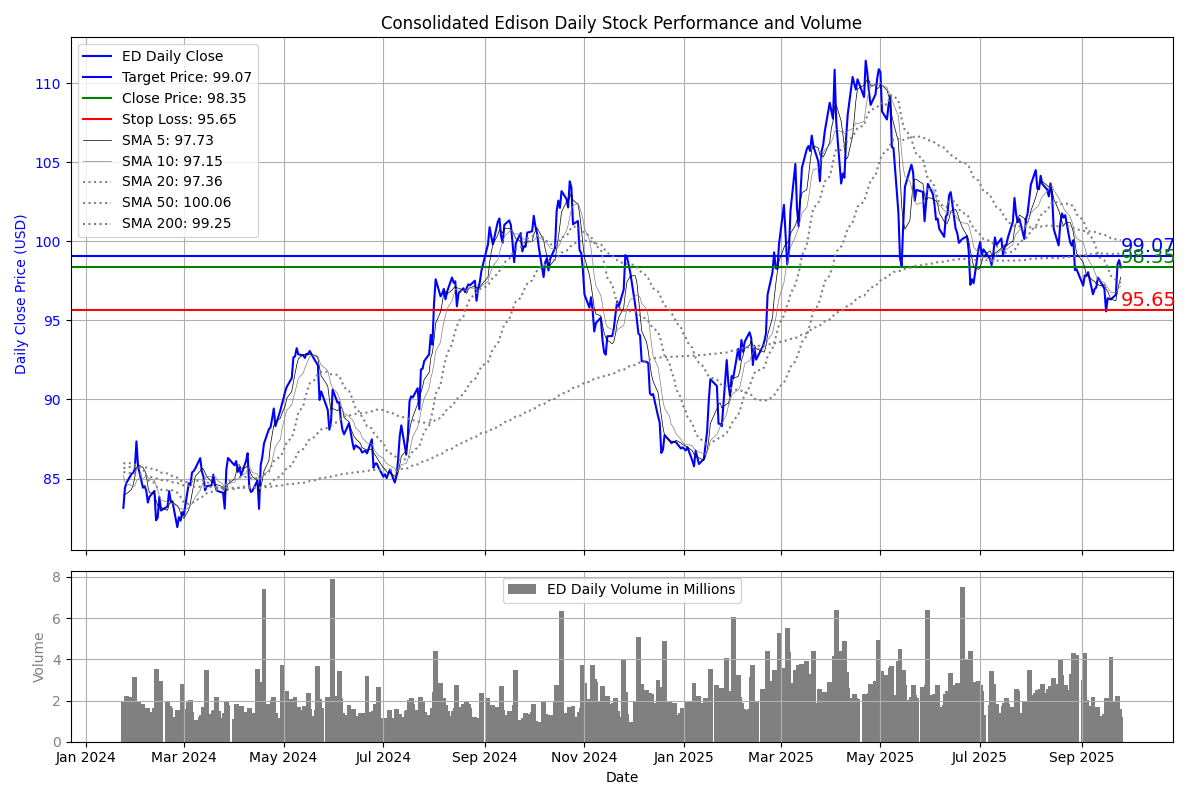 Consolidated Edison Daily Stock Performance and Volume
ED Daily Close
Target Price: 99.07
Close Price: 98.35
Stop Loss: 95.65
SMA 5: 97.73
SMA 10: 97.15
SMA 20: 97.36
SMA 50: 100.06
SMA 200: 99.25
110
105
100
95
90
85
Daily Close Price (USD)
99.07
98.35
95.65
ED Daily Volume in Millions
8
6
4
2
0
Volume
Jan 2024
Mar 2024
May 2024
Jul 2024
Sep 2024
Nov 2024
Jan 2025
Mar 2025
May 2025
Jul 2025
Sep 2025
Date